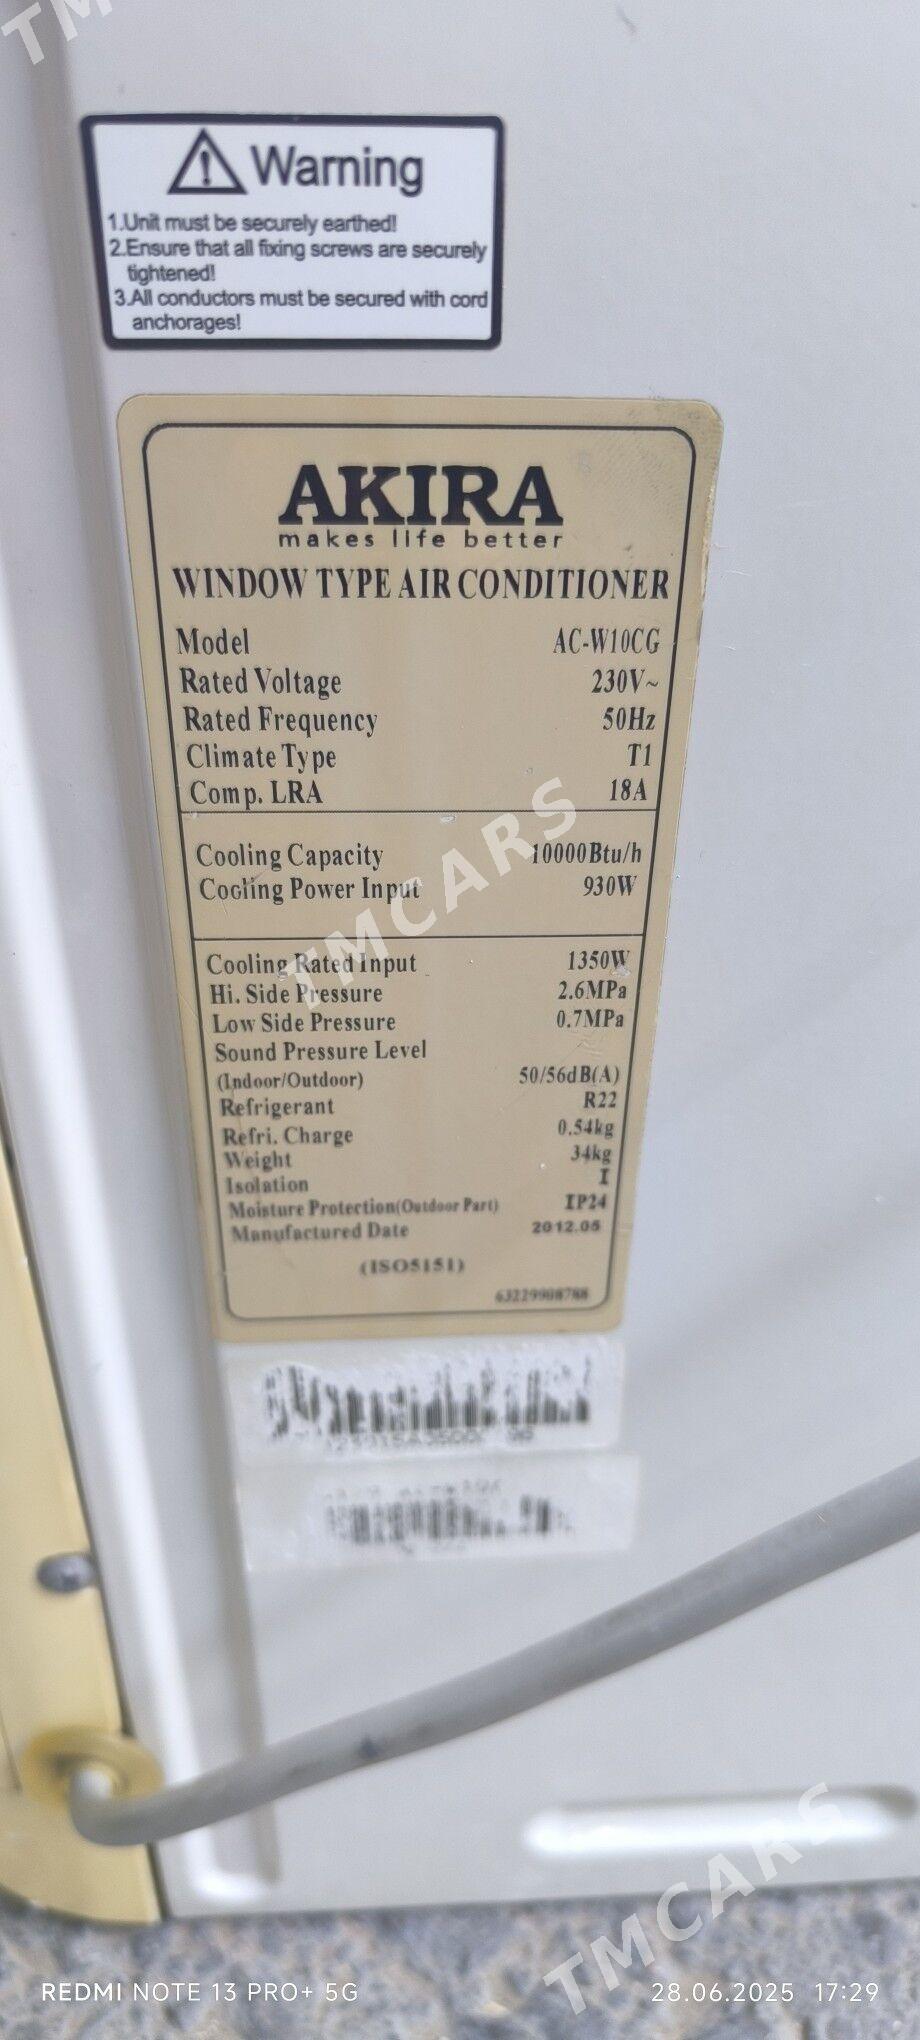 TM
Warning
1.Unit must be securely earthed!
2.Ensure that all fixing screws are securely
tightened!
3.All conductors must be secured with cord
anchorages!
AKIRA
makes life better
WINDOW TYPE AIR CONDITIONER
Model AC-W10CG
Rated Voltage 230V~
Rated Frequency 50Hz
Climate Type T1
Comp. LRA 18A
Cooling Capacity 10000Btu/h
Cooling Power Input 930W
TMCARS
Cooling Rated Input 1350W
Hi. Side Pressure 2.6MPa
Low Side Pressure 0.7MPa
Sound Pressure Level
(Indoor/Outdoor) 50/56dB(A)
Refrigerant R22
Refri. Charge 0.54kg
Weight 34kg
Isolation I
Moisture Protection(Outdoor Part) IP24
Manufactured Date 2012.05
(ISO5151)
63229908788
TMCARS
REDMI NOTE 13 PRO+ 5G
28.06.2025 17:29